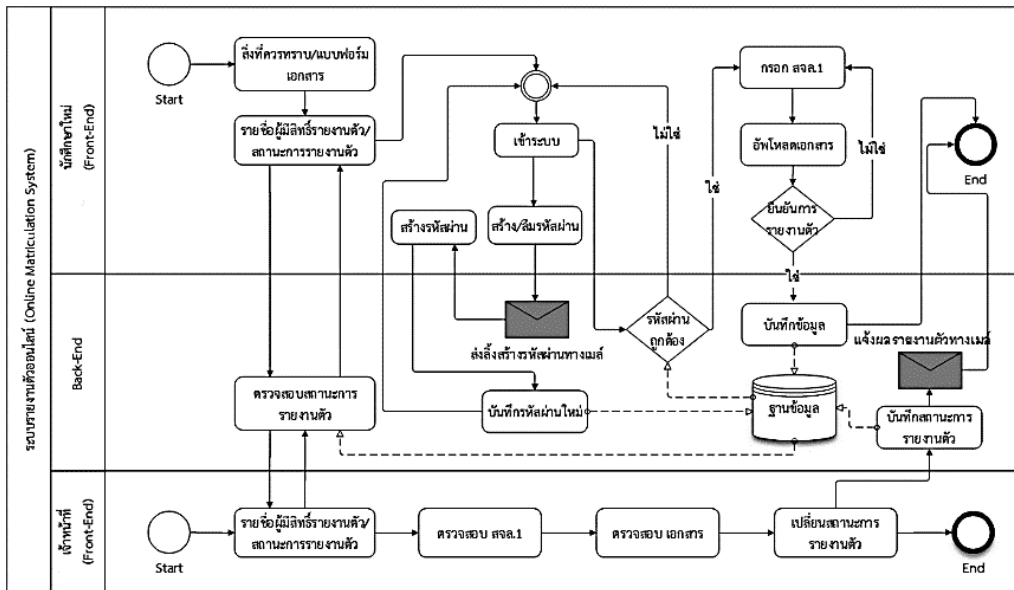 ระบบรายงานตัวออนไลน์ (Online Matriculation System)
นักศึกษาใหม่
(Front-End)
Start
สิ่งที่ควรทราบ/แบบฟอร์ม
เอกสาร
รายชื่อผู้มีสิทธิ์รายงานตัว/
สถานะการรายงานตัว
เข้าระบบ
สร้าง/ลืมรหัสผ่าน
สร้างรหัสผ่าน
ไม่ใช่
ใช่
กรอก สจล.1
อัพโหลดเอกสาร
ไม่ใช่
ยืนยันการ
รายงานตัว
ใช่
End
Back-End
ส่งลิ้งสร้างรหัสผ่านทางเมล์
รหัสผ่าน
ถูกต้อง
บันทึกข้อมูล
แจ้งผลรายงานตัวทางเมล์
ตรวจสอบสถานะการ
รายงานตัว
บันทึกรหัสผ่านใหม่
ฐานข้อมูล
บันทึกสถานะการ
รายงานตัว
เจ้าหน้าที่
(Front-End)
Start
รายชื่อผู้มีสิทธิ์รายงานตัว/
สถานะการรายงานตัว
ตรวจสอบ สจล.1
ตรวจสอบ เอกสาร
เปลี่ยนสถานะการ
รายงานตัว
End